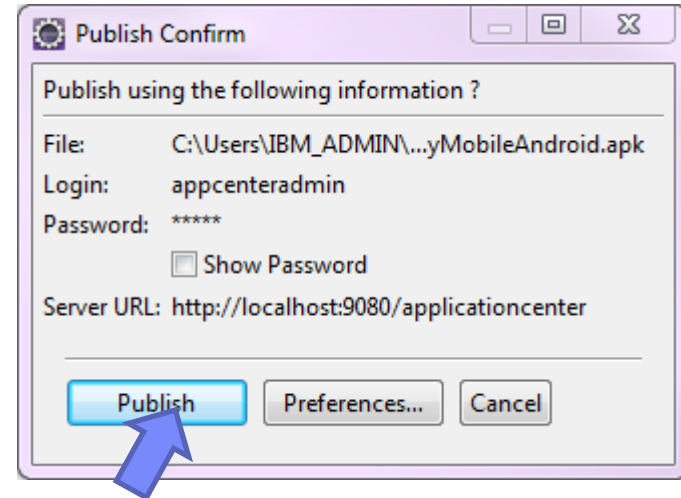 Publish Confirm
Publish using the following information ?
File: C:\Users\IBM_ADMIN\...yMobileAndroid.apk
Login: appcenteradmin
Password: *****
Show Password
Server URL: http://localhost:9080/applicationcenter
Publish Preferences... Cancel